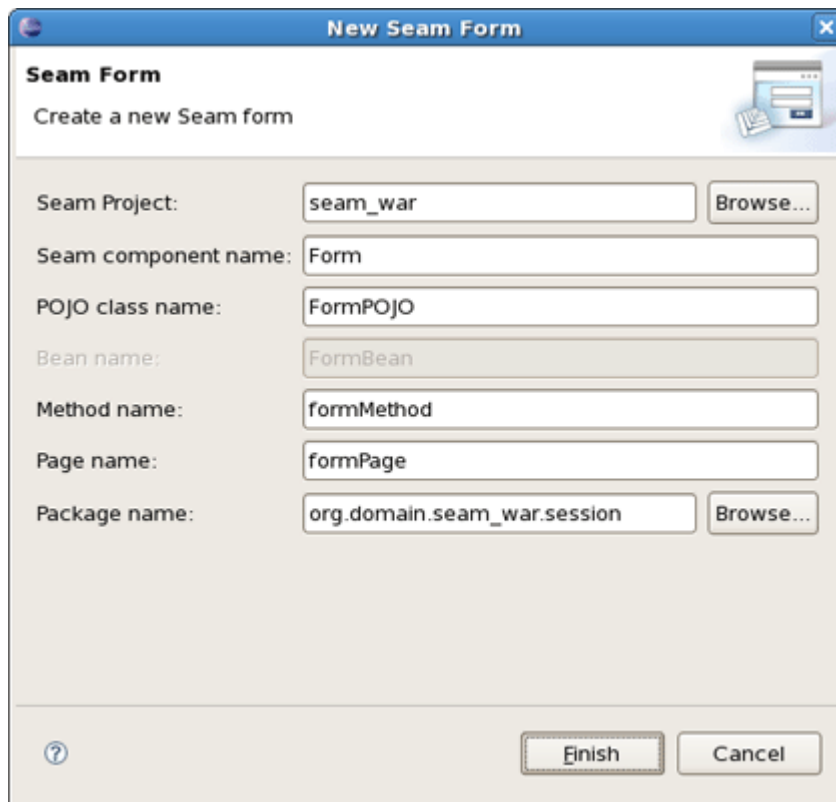 New Seam Form
Seam Form
Create a new Seam form
Seam Project: seam_war Browse...
Seam component name: Form
POJO class name: FormPOJO
Bean name: FormBean
Method name: formMethod
Page name: formPage
Package name: org.domain.seam_war.session Browse...
? Finish Cancel